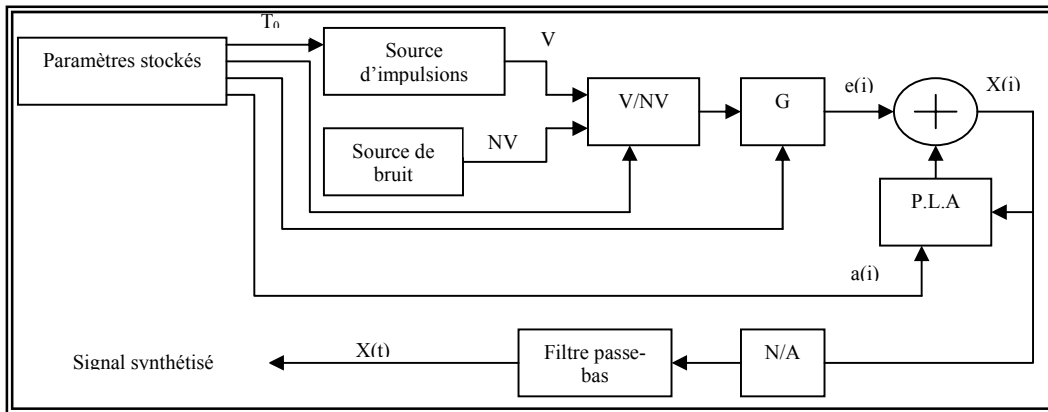 T₀
Paramètres stockés
Source
d'impulsions
V
V/NV
G
e(i)
X(i)
Source de
bruit
NV
P.L.A
a(i)
Signal synthétisé
X(t)
Filtre passe-
bas
N/A